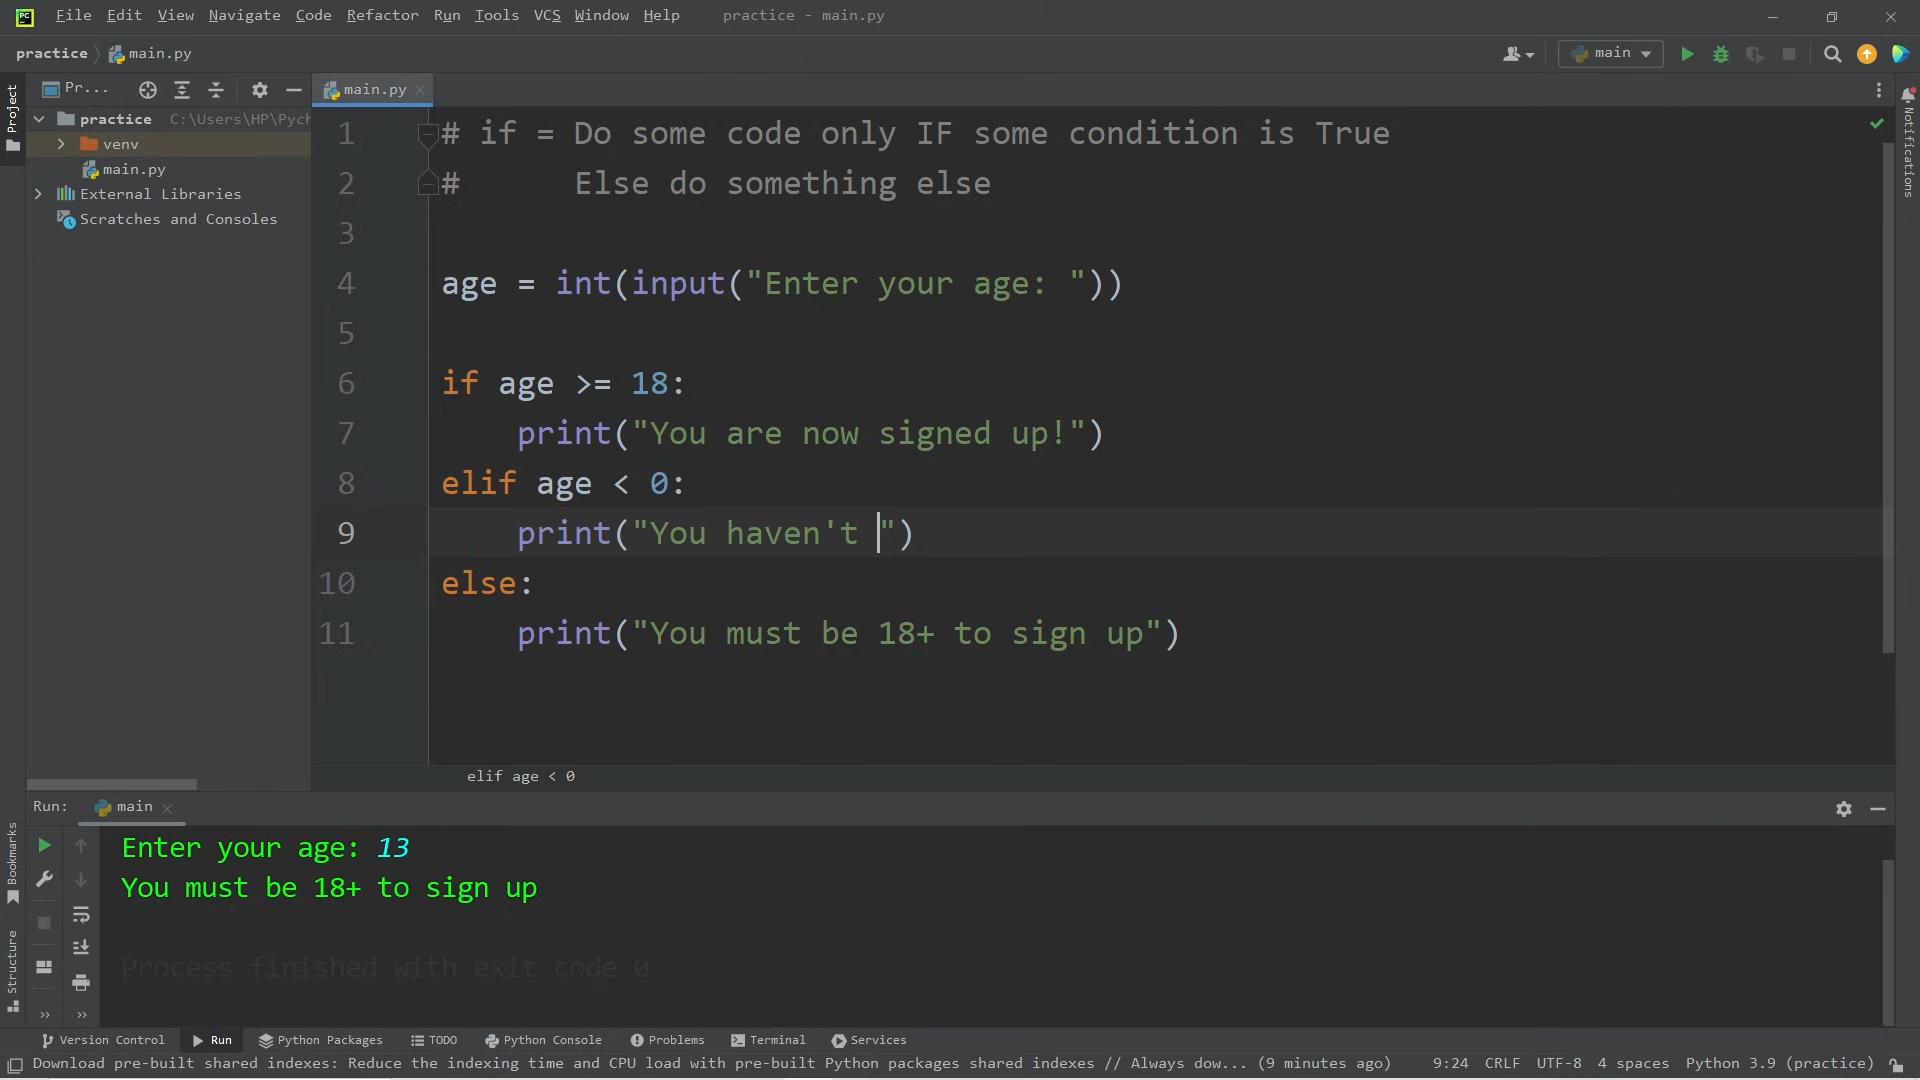 PC File Edit View Navigate Code Refactor Run Tools VCS Window Help practice - main.py
practice main.py main
Project
Pr... main.py
practice C:\Users\HP\Pych
venv
main.py
External Libraries
Scratches and Consoles
1 # if = Do some code only IF some condition is True
2 # Else do something else
3
4 age = int(input("Enter your age: "))
5
6 if age >= 18:
7 print("You are now signed up!")
8 elif age < 0:
9 print("You haven't ")
10 else:
11 print("You must be 18+ to sign up")
elif age < 0
Notifications
Run: main
Enter your age: 13
You must be 18+ to sign up
Process finished with exit code 0
Bookmarks
Structure
Version Control Run Python Packages TODO Python Console Problems Terminal Services
Download pre-built shared indexes: Reduce the indexing time and CPU load with pre-built Python packages shared indexes // Always dow... (9 minutes ago) 9:24 CRLF UTF-8 4 spaces Python 3.9 (practice)